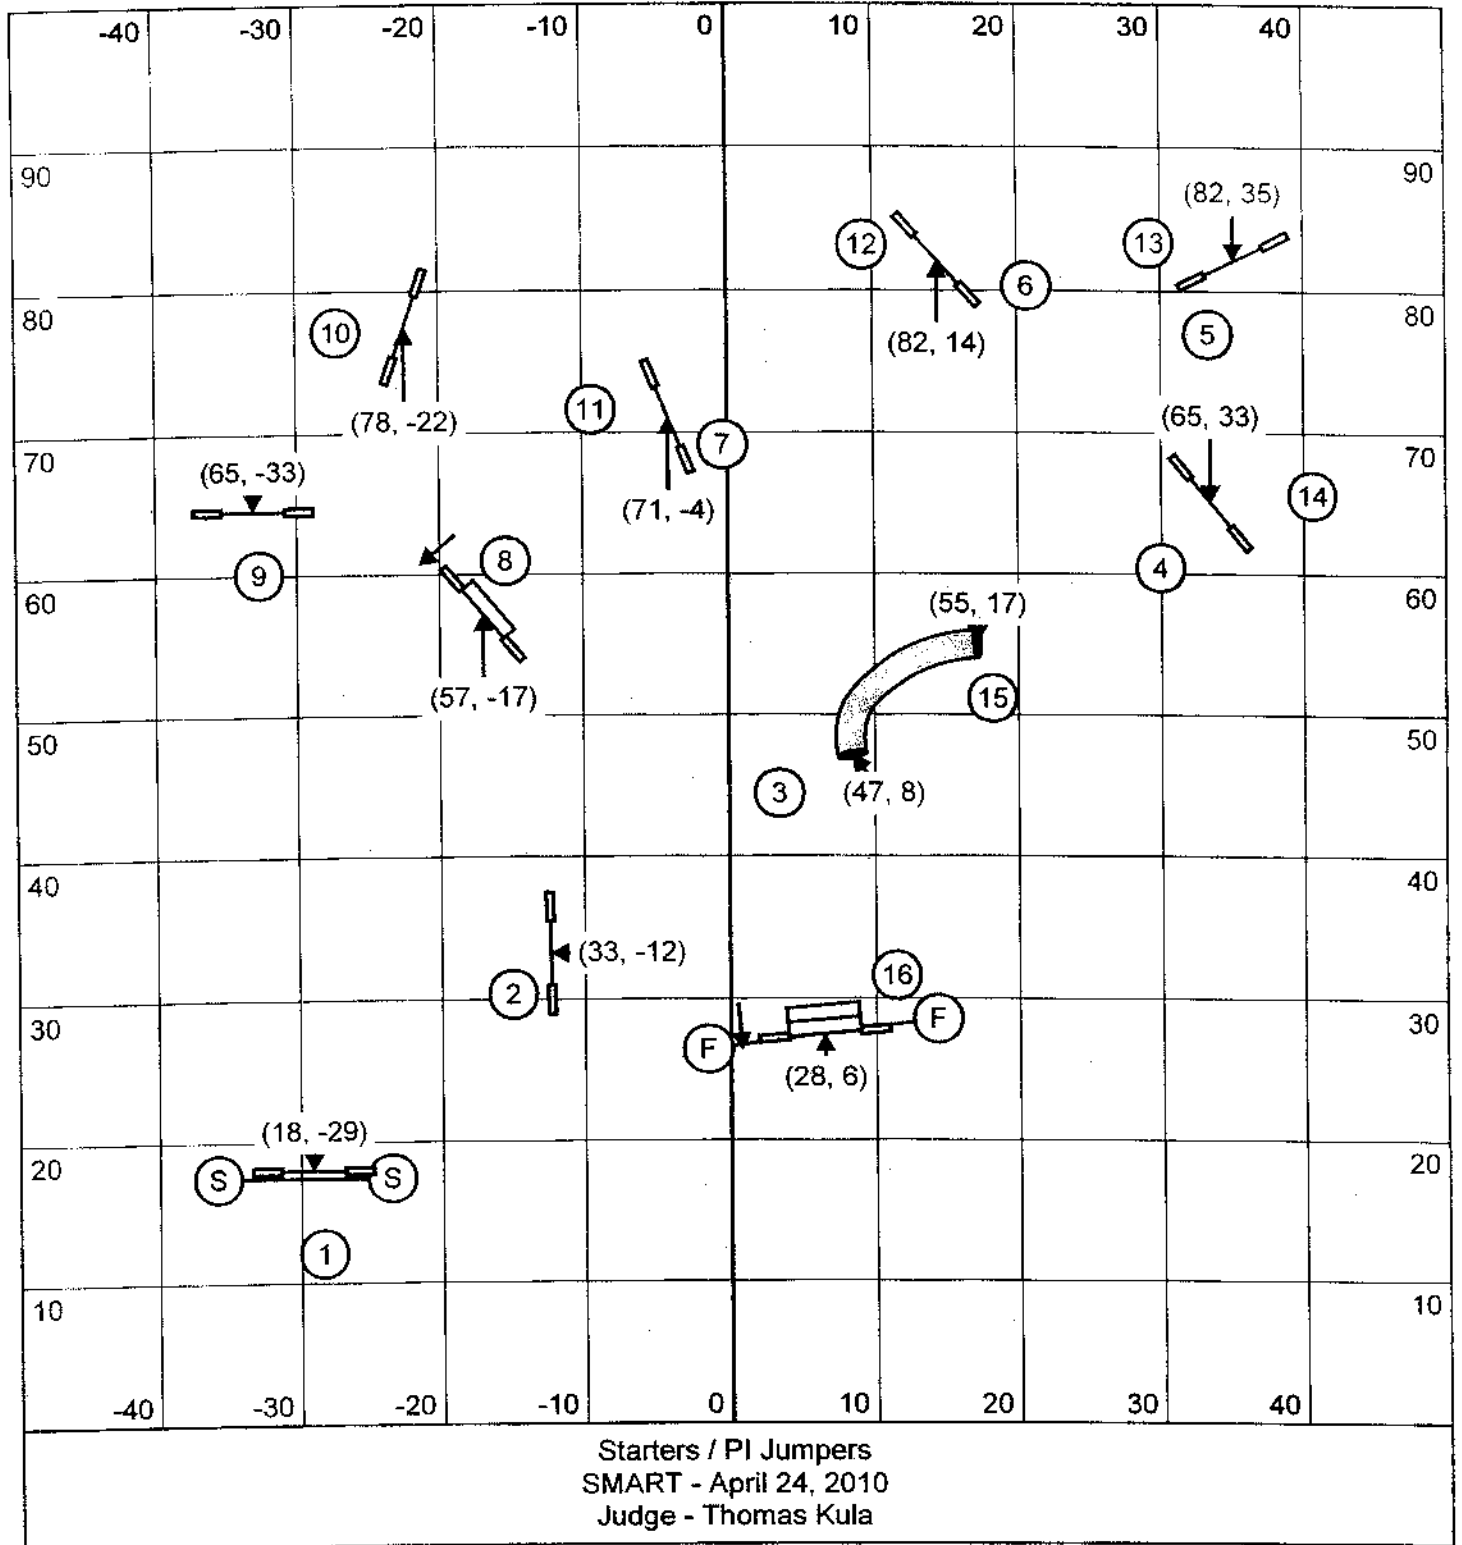 -40 -30 -20 -10 0 10 20 30 40
90 90
(82, 35)
12 13
6
80 80
10 5
(82, 14)
(78, -22) 11 (65, 33)
7
70 70
(65, -33)
14
(71, -4)
8
9 4
60 60
(55, 17)
(57, -17) 15
50 50
3 (47, 8)
40 40
(33, -12)
2 16
30 30
F F
(28, 6)
(18, -29)
20 20
S S
1
10 10
-40 -30 -20 -10 0 10 20 30 40
Starters / PI Jumpers
SMART - April 24, 2010
Judge - Thomas Kula